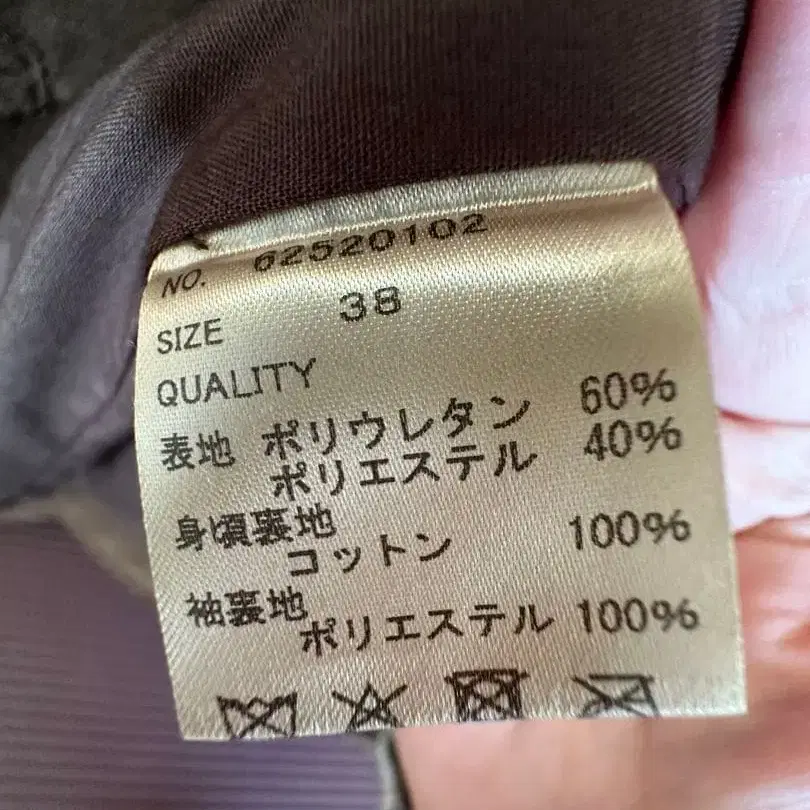 NO. 62520102
SIZE 38
QUALITY
表地 ポリウレタン 60%
ポリエステル 40%
身頃裏地
コットン 100%
袖裏地
ポリエステル 100%